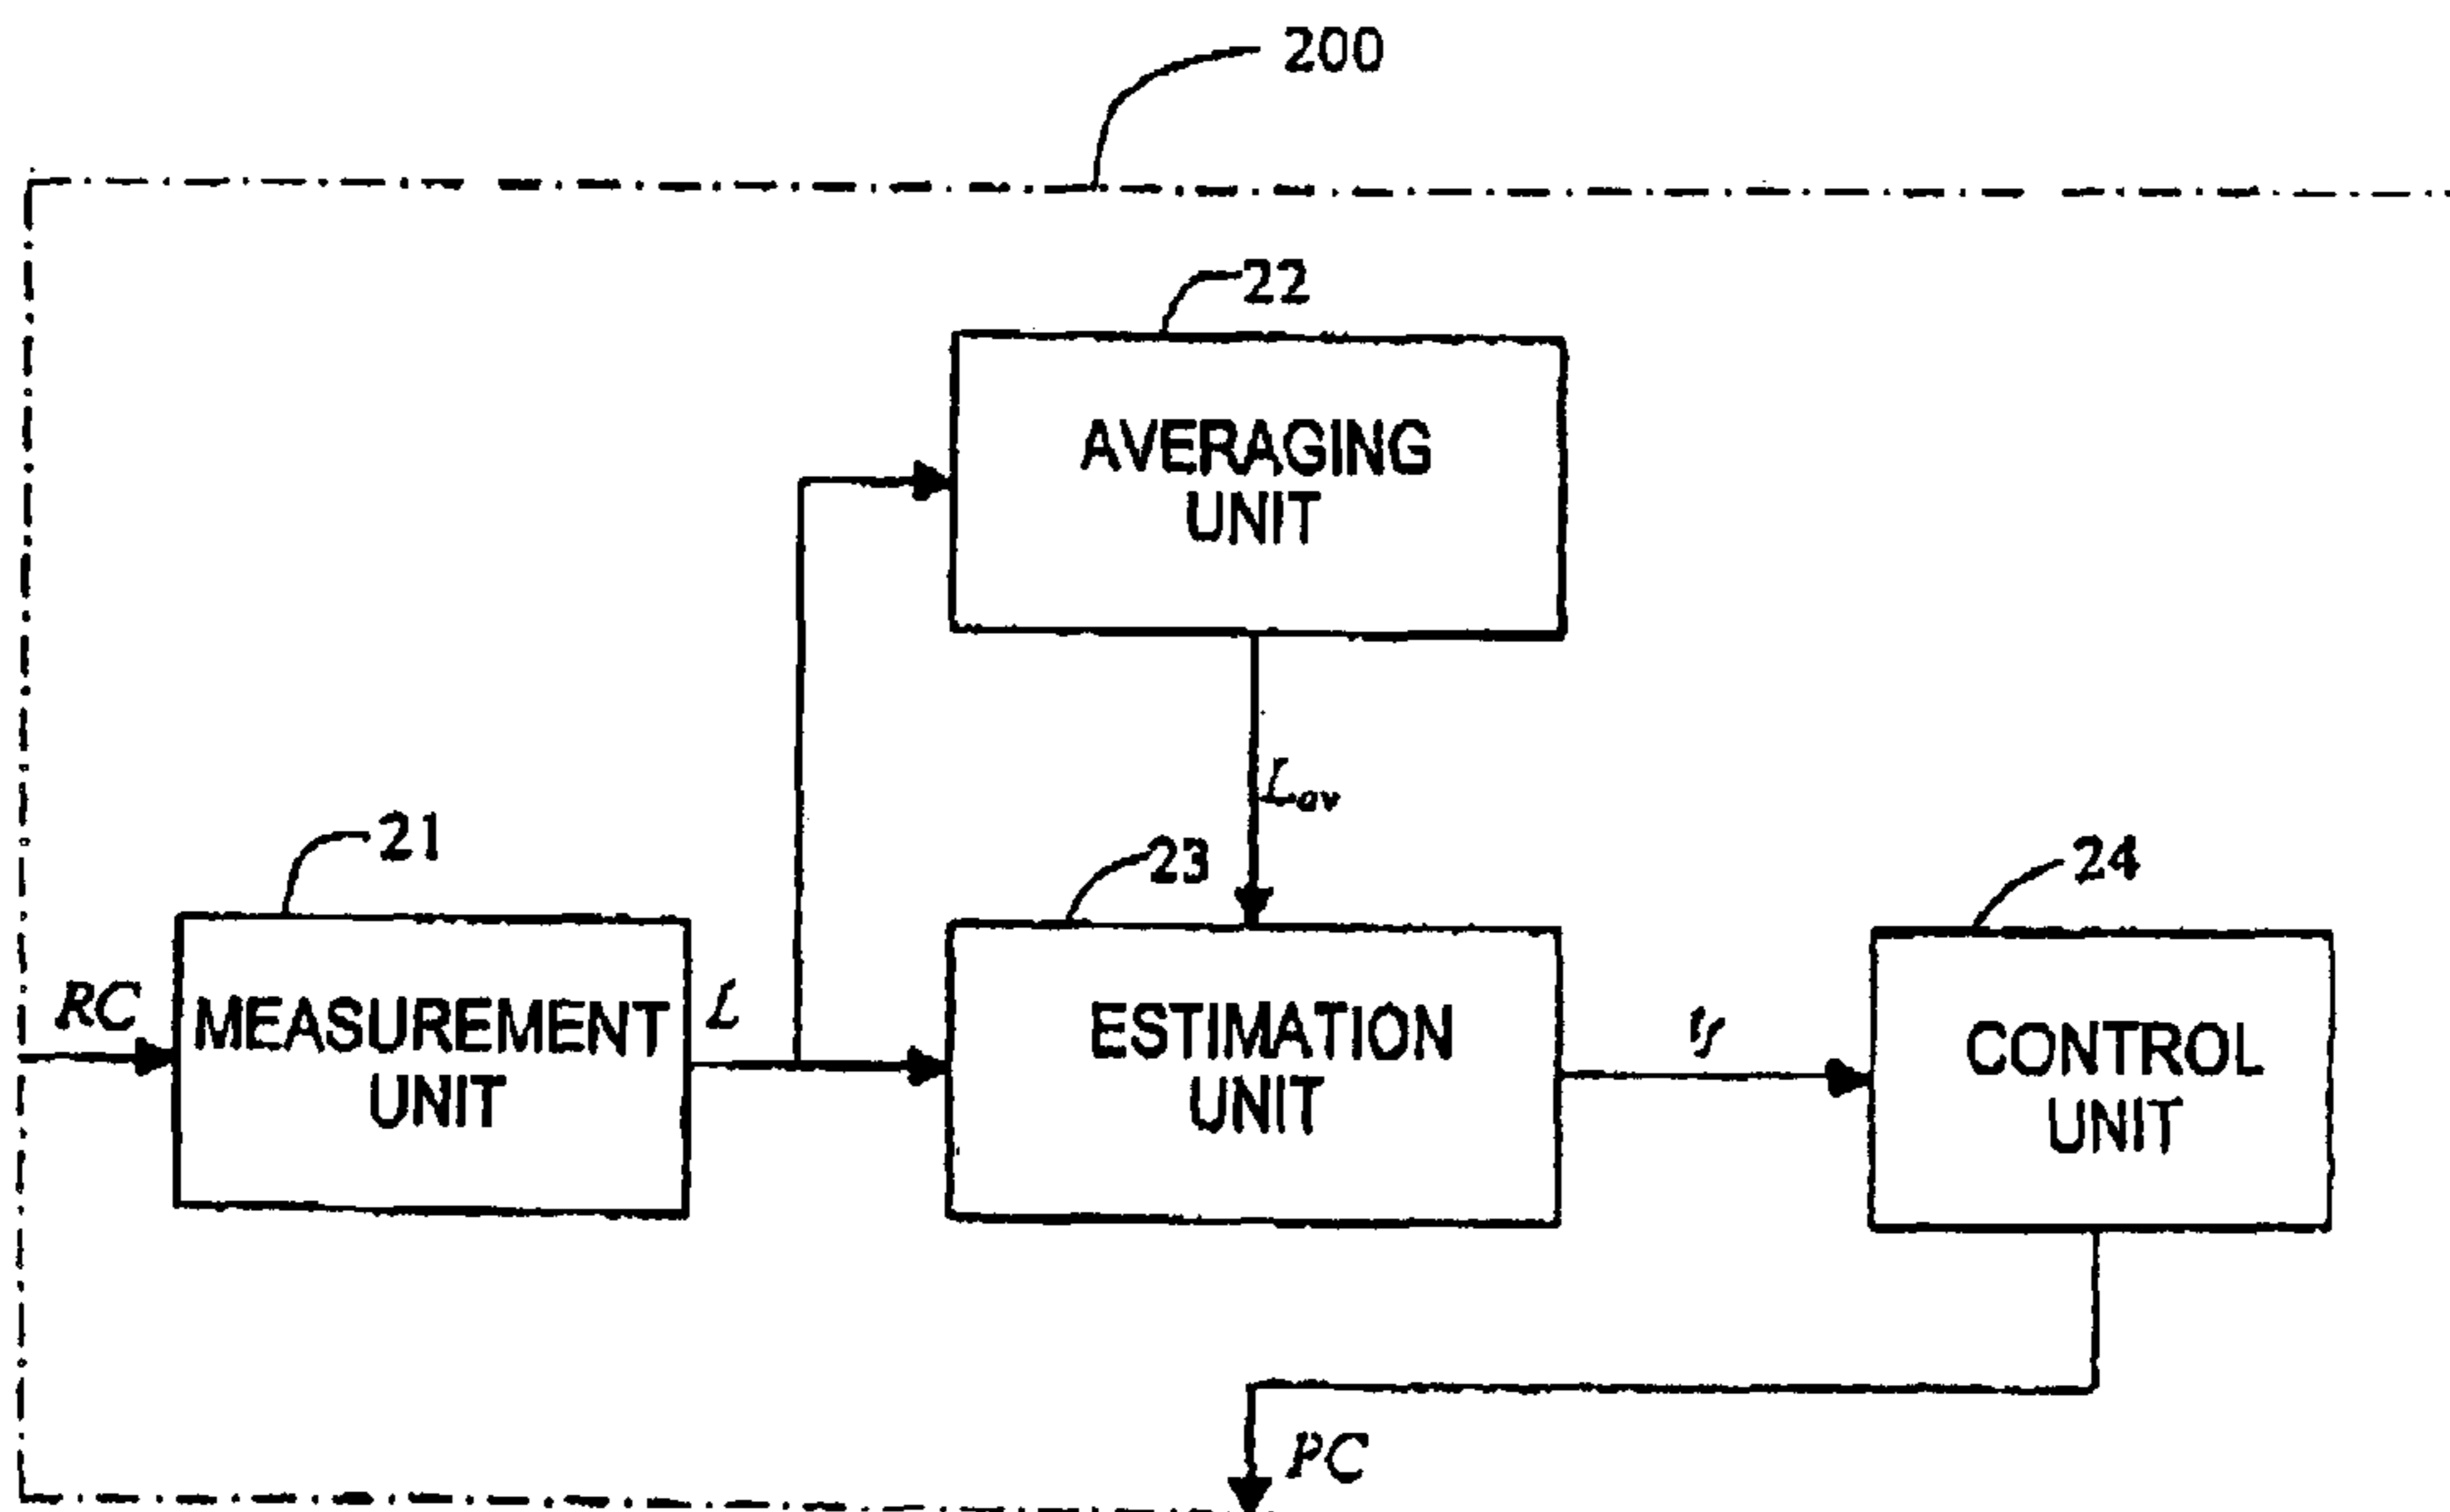 200
22
AVERAGING
UNIT
Lav
21
23
24
RC
MEASUREMENT
UNIT
L
ESTIMATION
UNIT
CONTROL
UNIT
PC